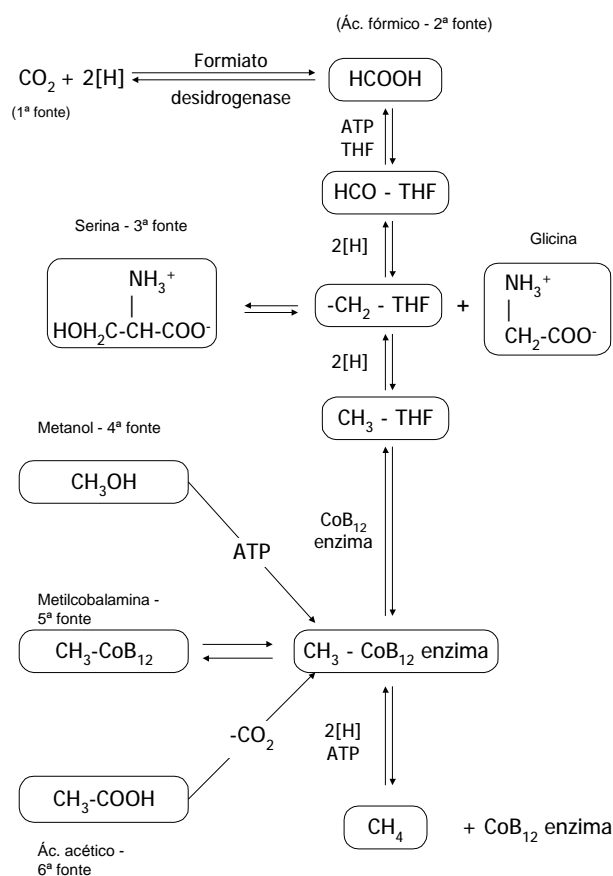 (Ác. fórmico - 2ª fonte)
CO₂ + 2[H]
(1ª fonte)
Formiato
desidrogenase
HCOOH
ATP
THF
HCO - THF
Serina - 3ª fonte
2[H]
Glicina
NH₃⁺
|
HOH₂C-CH-COO⁻
-CH₂ - THF
+
NH₃⁺
|
CH₂-COO⁻
2[H]
CH₃ - THF
Metanol - 4ª fonte
CH₃OH
ATP
CoB₁₂
enzima
Metilcobalamina -
5ª fonte
CH₃-CoB₁₂
CH₃ - CoB₁₂ enzima
-CO₂
2[H]
ATP
CH₃-COOH
CH₄
+ CoB₁₂ enzima
Ác. acético -
6ª fonte